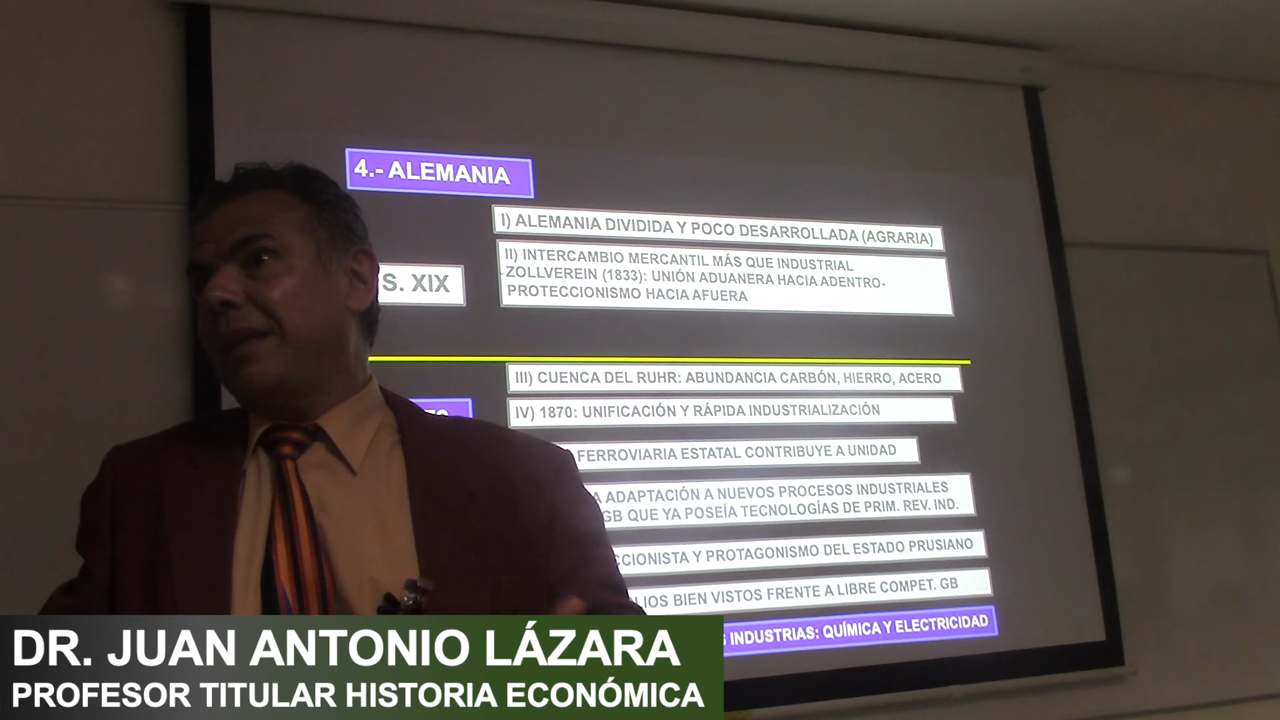 4.- ALEMANIA
I) ALEMANIA DIVIDIDA Y POCO DESARROLLADA (AGRARIA)
S. XIX
II) INTERCAMBIO MERCANTIL MÁS QUE INDUSTRIAL
ZOLLVEREIN (1833): UNIÓN ADUANERA HACIA ADENTRO-
PROTECCIONISMO HACIA AFUERA
III) CUENCA DEL RUHR: ABUNDANCIA CARBÓN, HIERRO, ACERO
IV) 1870: UNIFICACIÓN Y RÁPIDA INDUSTRIALIZACIÓN
FERROVIARIA ESTATAL CONTRIBUYE A UNIDAD
ADAPTACIÓN A NUEVOS PROCESOS INDUSTRIALES
GB QUE YA POSEÍA TECNOLOGÍAS DE PRIM. REV. IND.
CCIONISTA Y PROTAGONISMO DEL ESTADO PRUSIANO
LIOS BIEN VISTOS FRENTE A LIBRE COMPET. GB
INDUSTRIAS: QUÍMICA Y ELECTRICIDAD
DR. JUAN ANTONIO LÁZARA
PROFESOR TITULAR HISTORIA ECONÓMICA